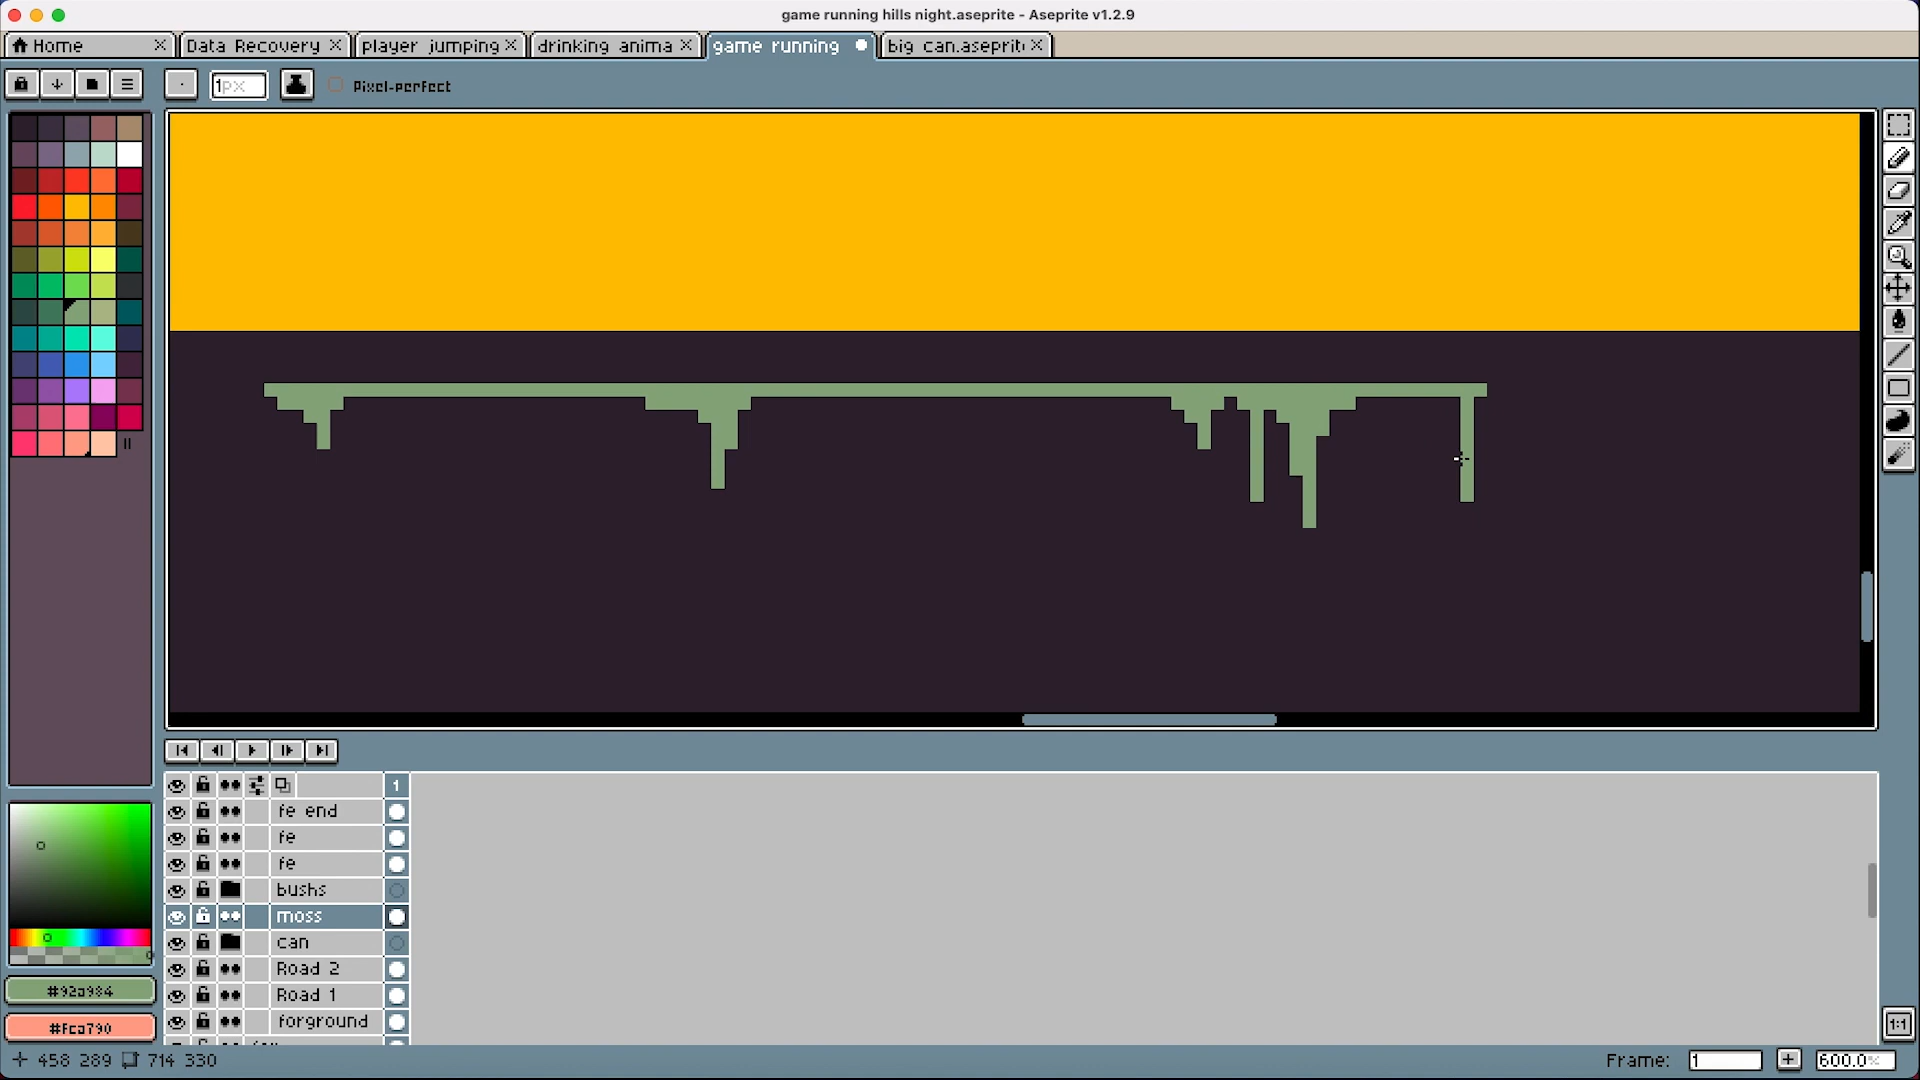 game running hills night.aseprite - Aseprite v1.2.9
Home
Data Recovery
player jumping
drinking anima
game running
big can.aseprit
1px
Pixel-perfect
1
fe end
fe
fe
bushs
moss
can
Road 2
Road 1
forground
#92a984
#fca790
458 289 714 330
Frame: 1 600.0%
1:1